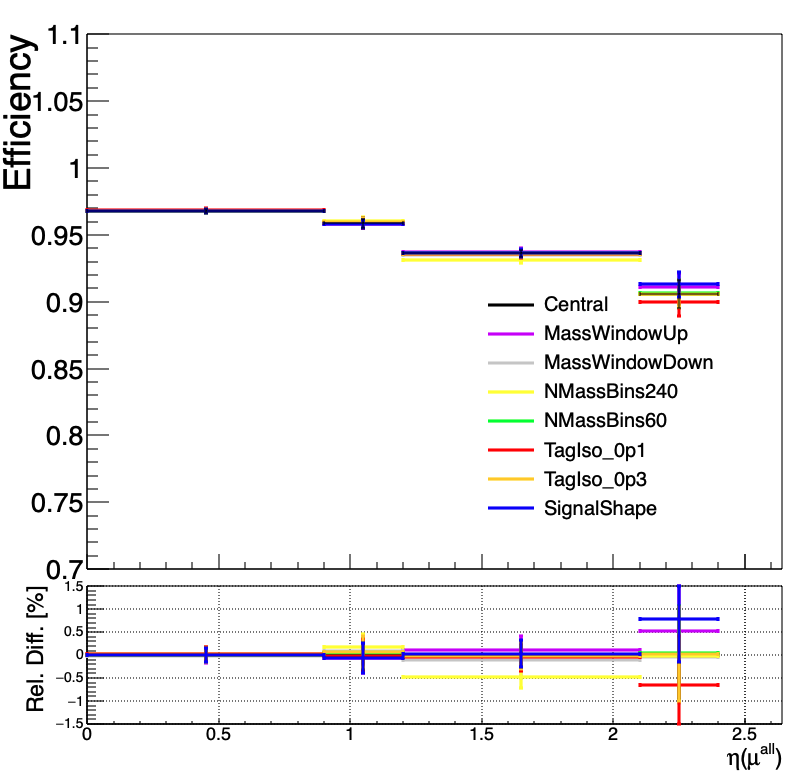 Efficiency
1.1
1.05
1
0.95
0.9
0.85
0.8
0.75
0.7
Central
MassWindowUp
MassWindowDown
NMassBins240
NMassBins60
TagIso_0p1
TagIso_0p3
SignalShape
Rel. Diff. [%]
1.5
1
0.5
0
−0.5
−1
−1.5
0 0.5 1 1.5 2 2.5
η(μ^all)